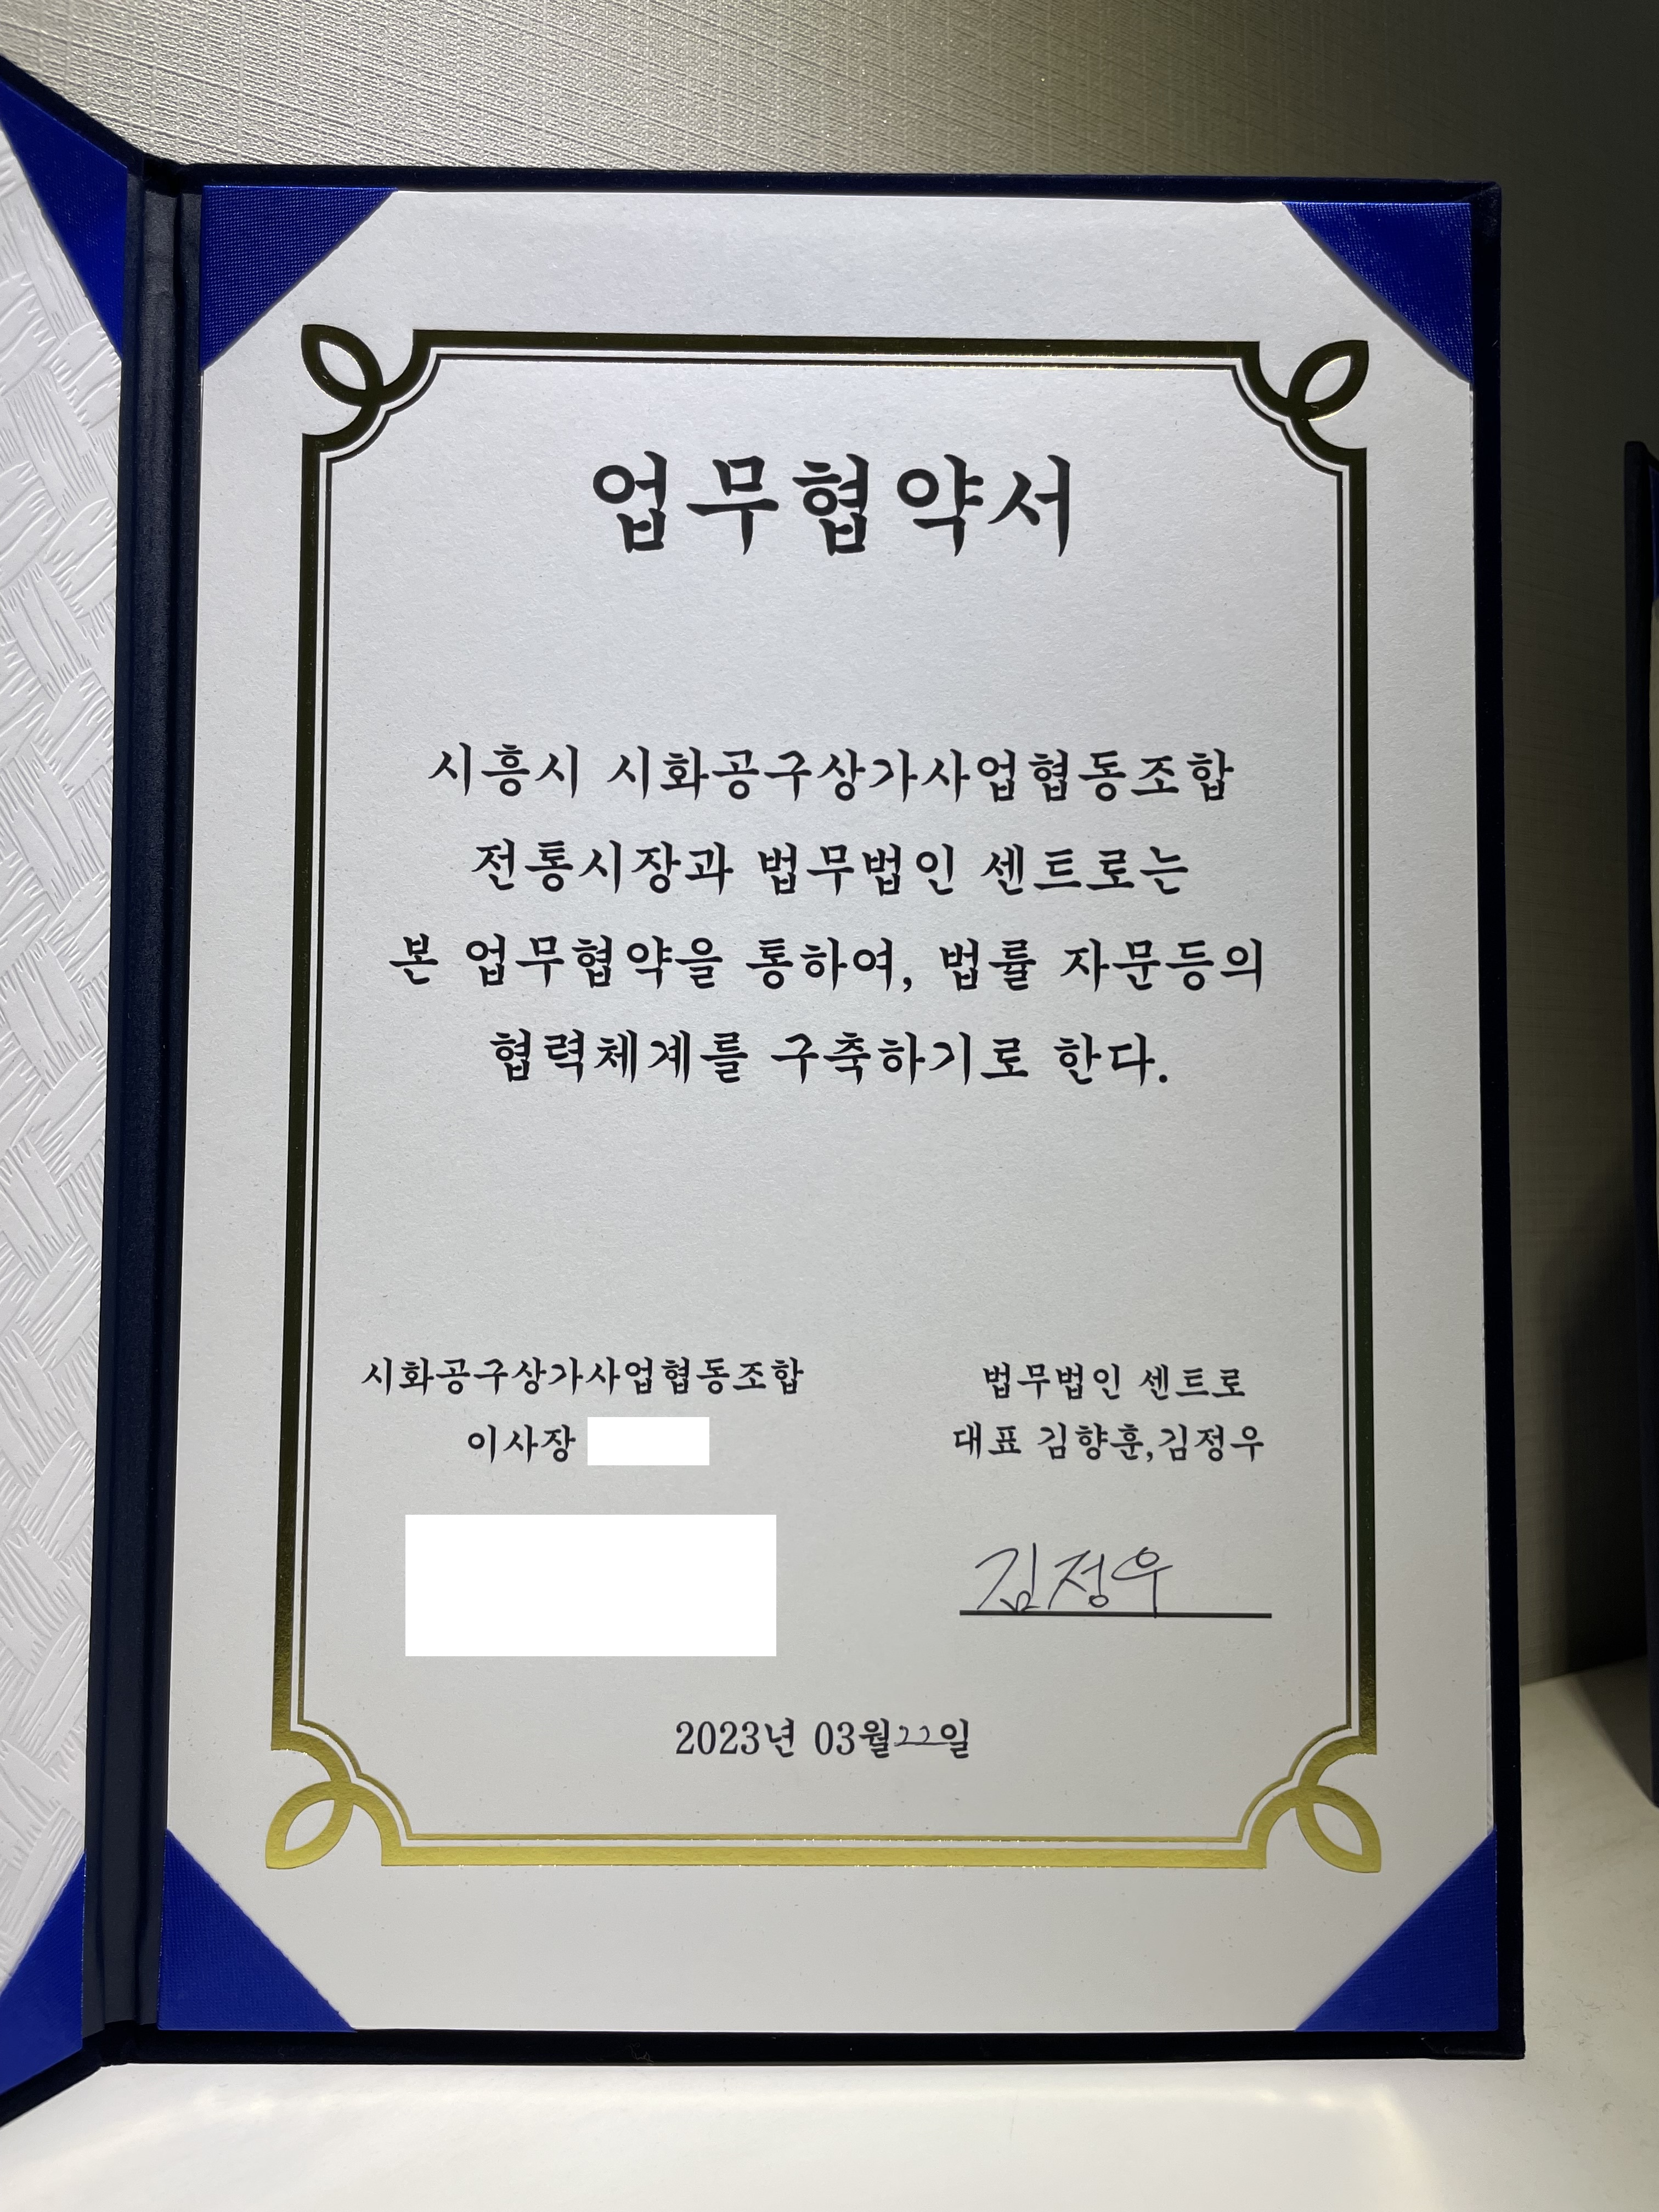 업무협약서
시흥시 시화공구상가사업협동조합
전통시장과 법무법인 센트로는
본 업무협약을 통하여, 법률 자문등의
협력체계를 구축하기로 한다.
시화공구상가사업협동조합
이사장
법무법인 센트로
대표 김향훈,김정우
김정우
2023년 03월22일